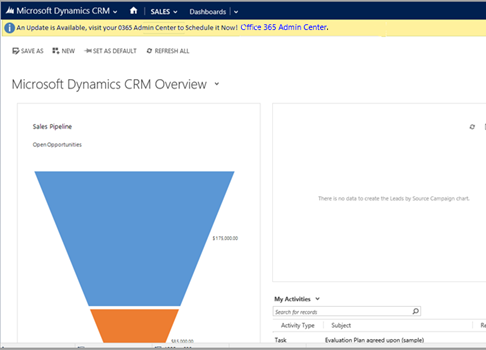 Microsoft Dynamics CRM SALES Dashboards
An Update is Available, visit your O365 Admin Center to Schedule it Now! Office 365 Admin Center.
SAVE AS NEW SET AS DEFAULT REFRESH ALL
Microsoft Dynamics CRM Overview
Sales Pipeline
Open Opportunities
$175,000.00
There is no data to create the Leads by Source Campaign chart.
My Activities
Search for records
Activity Type Subject Re
Task Evaluation Plan agreed upon (sample)